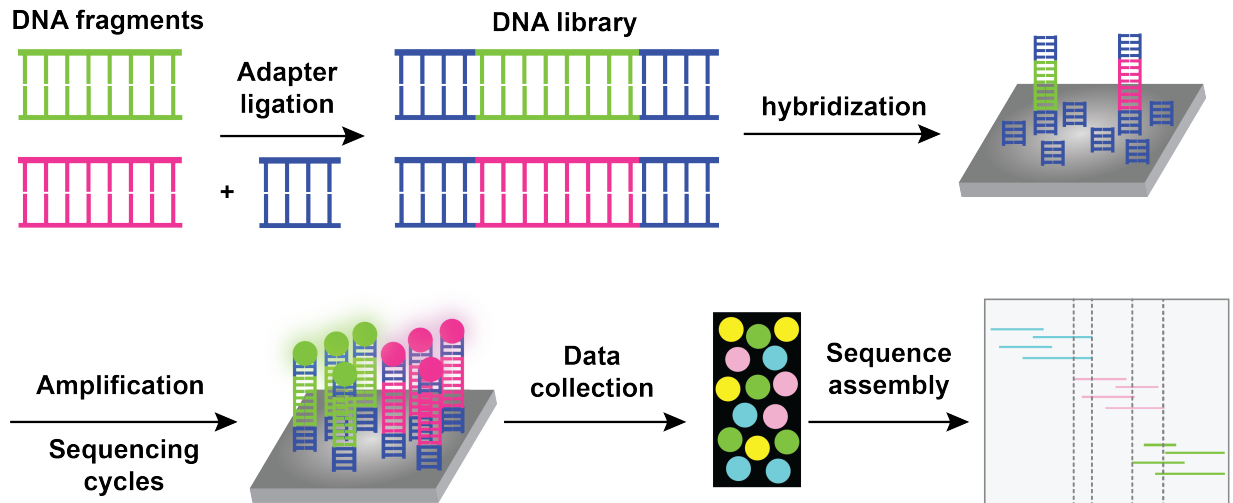 DNA fragments
Adapter
ligation
+
DNA library
hybridization
Amplification
Sequencing
cycles
Data
collection
Sequence
assembly